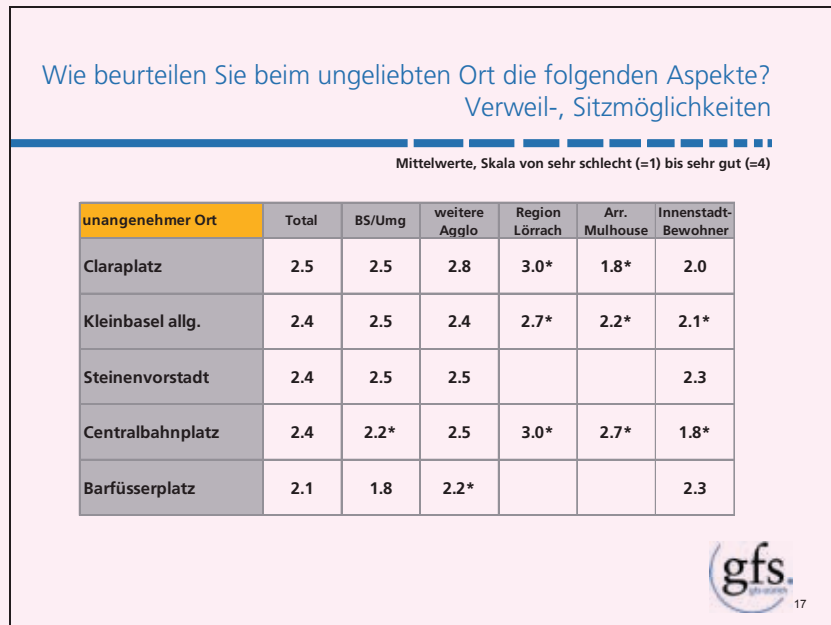 Wie beurteilen Sie beim ungeliebten Ort die folgenden Aspekte?
Verweil-, Sitzmöglichkeiten
Mittelwerte, Skala von sehr schlecht (=1) bis sehr gut (=4)
unangenehmer Ort Total BS/Umg weitere Agglo Region Lörrach Arr. Mulhouse Innenstadt-Bewohner
Claraplatz 2.5 2.5 2.8 3.0* 1.8* 2.0
Kleinbasel allg. 2.4 2.5 2.4 2.7* 2.2* 2.1*
Steinenvorstadt 2.4 2.5 2.5 2.3
Centralbahnplatz 2.4 2.2* 2.5 3.0* 2.7* 1.8*
Barfüsserplatz 2.1 1.8 2.2* 2.3
gfs.
17